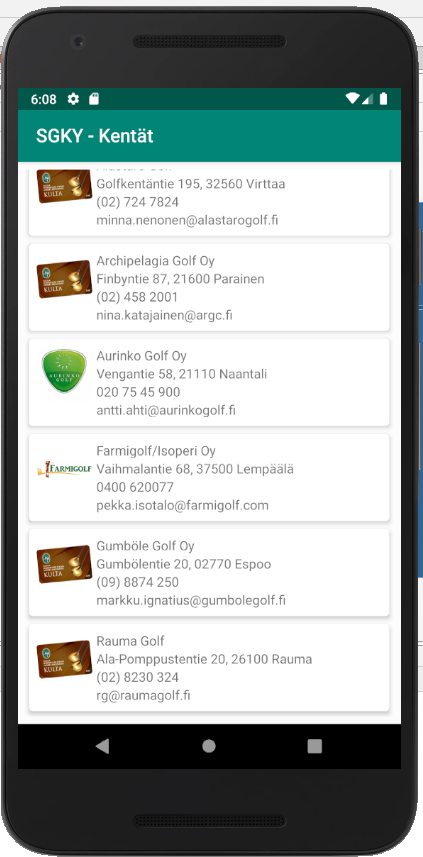 6:08
SGKY - Kentät
Golfkentäntie 195, 32560 Virttaa
(02) 724 7824
minna.nenonen@alastarogolf.fi
KULTA
Archipelagia Golf Oy
Finbyntie 87, 21600 Parainen
(02) 458 2001
nina.katajainen@argc.fi
KULTA
Aurinko Golf Oy
Vengantie 58, 21110 Naantali
020 75 45 900
antti.ahti@aurinkogolf.fi
AURINKO
GOLF
Farmigolf/Isoperi Oy
Vaihmalantie 68, 37500 Lempäälä
0400 620077
pekka.isotalo@farmigolf.com
FARMIGOLF
Gumböle Golf Oy
Gumbölentie 20, 02770 Espoo
(09) 8874 250
markku.ignatius@gumbolegolf.fi
KULTA
Rauma Golf
Ala-Pomppustentie 20, 26100 Rauma
(02) 8230 324
rg@raumagolf.fi
KULTA